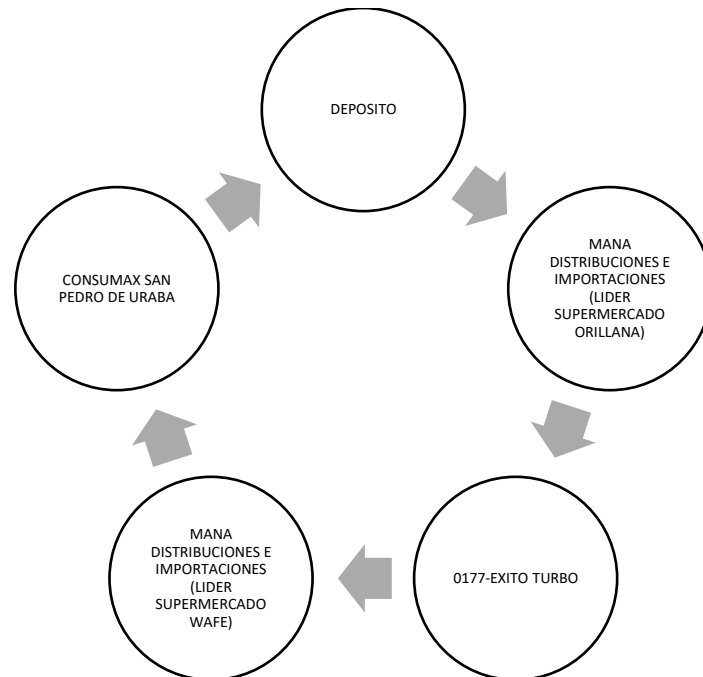 DEPOSITO
MANA
DISTRIBUCIONES E
IMPORTACIONES
(LIDER
SUPERMERCADO
ORILLANA)
0177-EXITO TURBO
MANA
DISTRIBUCIONES E
IMPORTACIONES
(LIDER
SUPERMERCADO
WAFE)
CONSUMAX SAN
PEDRO DE URABA